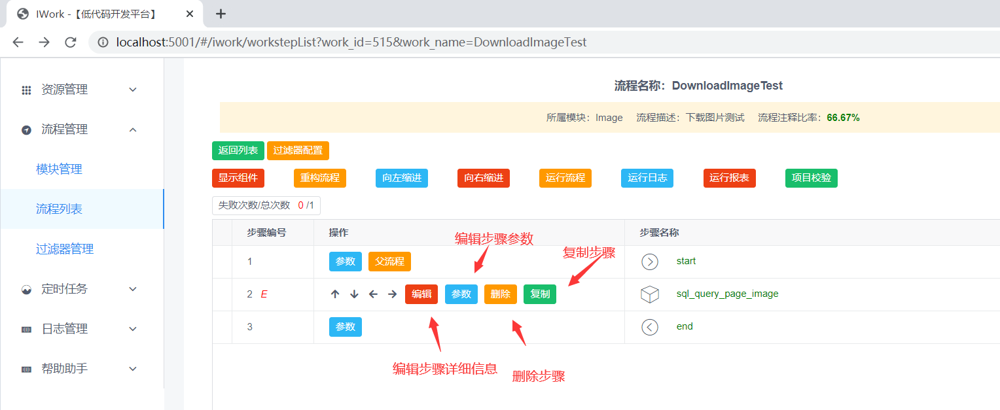 IWork -【低代码开发平台】
localhost:5001/#/iwork/workstepList?work_id=515&work_name=DownloadImageTest
资源管理
流程管理
模块管理
流程列表
过滤器管理
定时任务
日志管理
帮助助手
流程名称：DownloadImageTest
所属模块：Image 流程描述：下载图片测试 流程注释比率：66.67%
返回列表 过滤器配置
显示组件 重构流程 向左缩进 向右缩进 运行流程 运行日志 运行报表 项目校验
失败次数/总次数 0 /1
步骤编号 操作 步骤名称
编辑步骤参数
复制步骤
1 参数 父流程 start
2 E 编辑 参数 删除 复制 sql_query_page_image
3 参数 end
编辑步骤详细信息
删除步骤